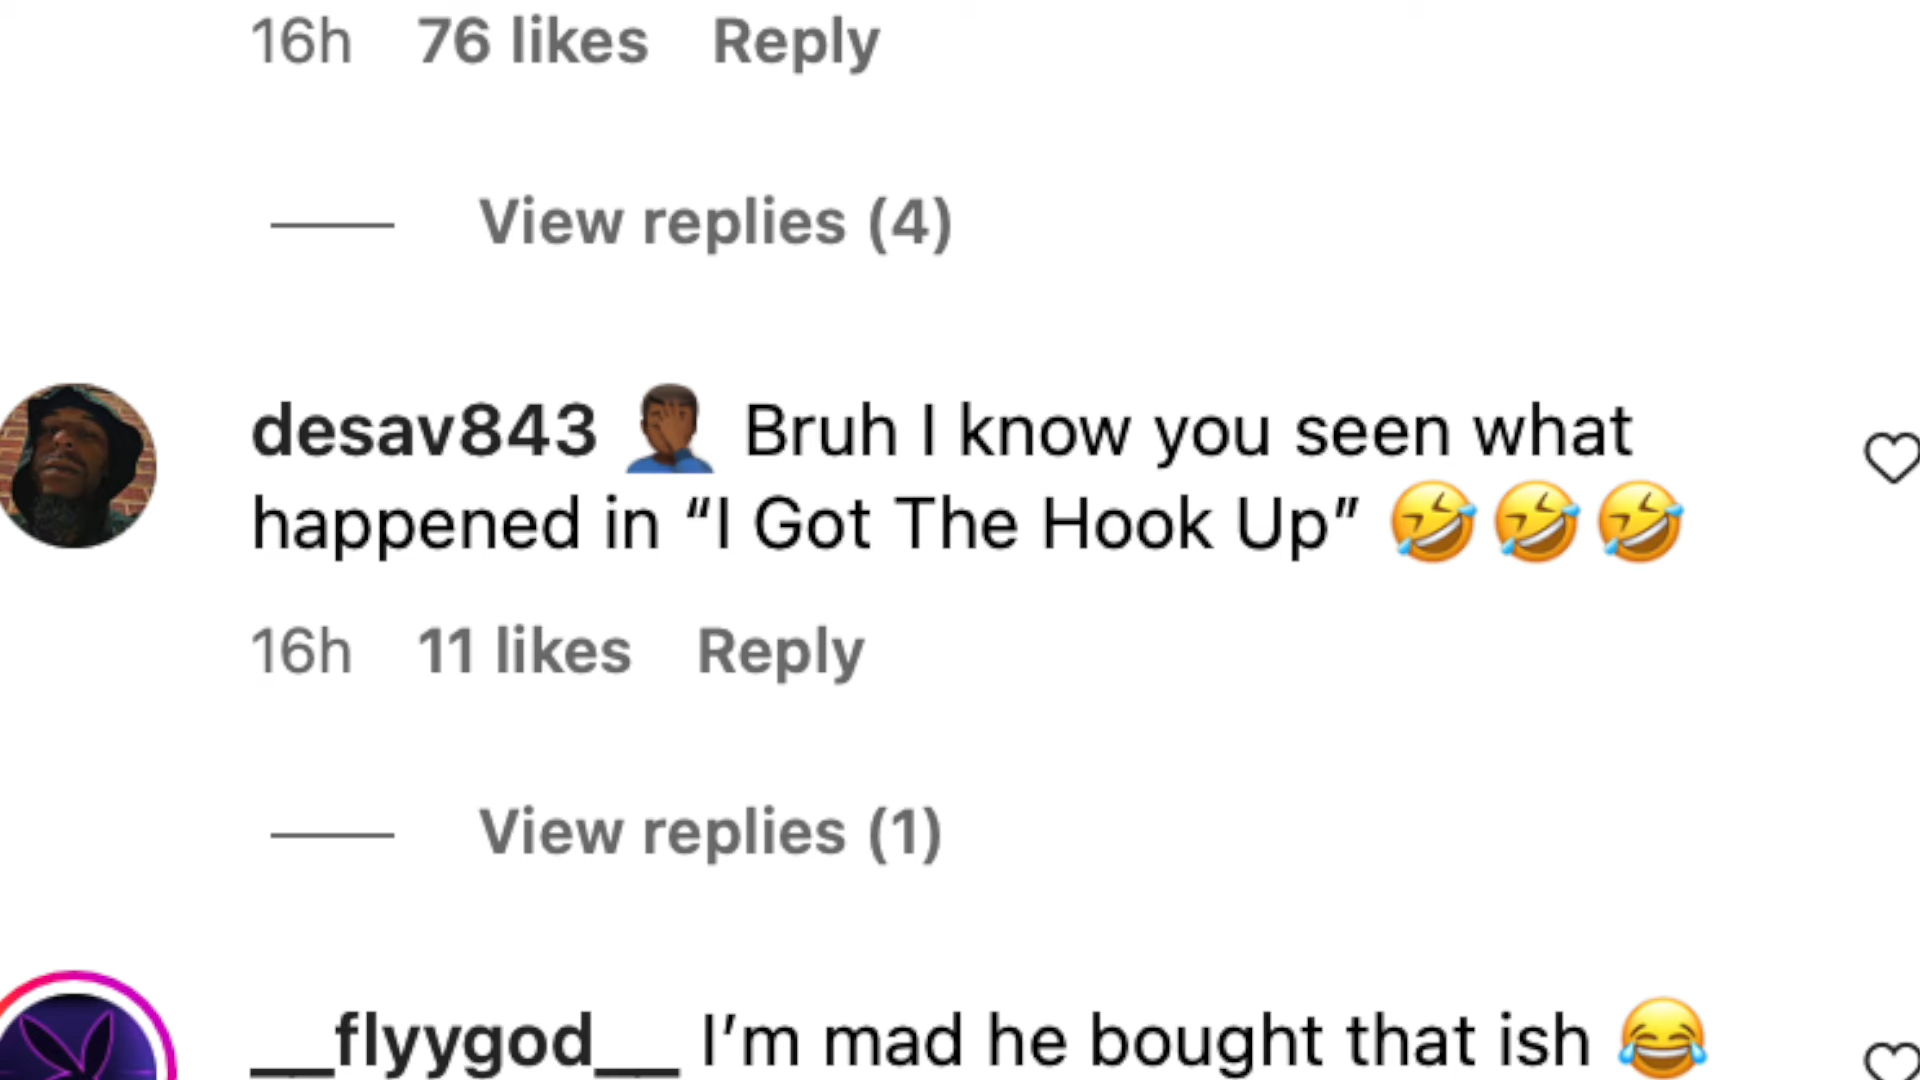 16h 76 likes Reply
View replies (4)
desav843 🤦🏾‍♂️ Bruh I know you seen what
happened in “I Got The Hook Up” 🤣🤣🤣
16h 11 likes Reply
View replies (1)
__flyygod__ I’m mad he bought that ish 😂